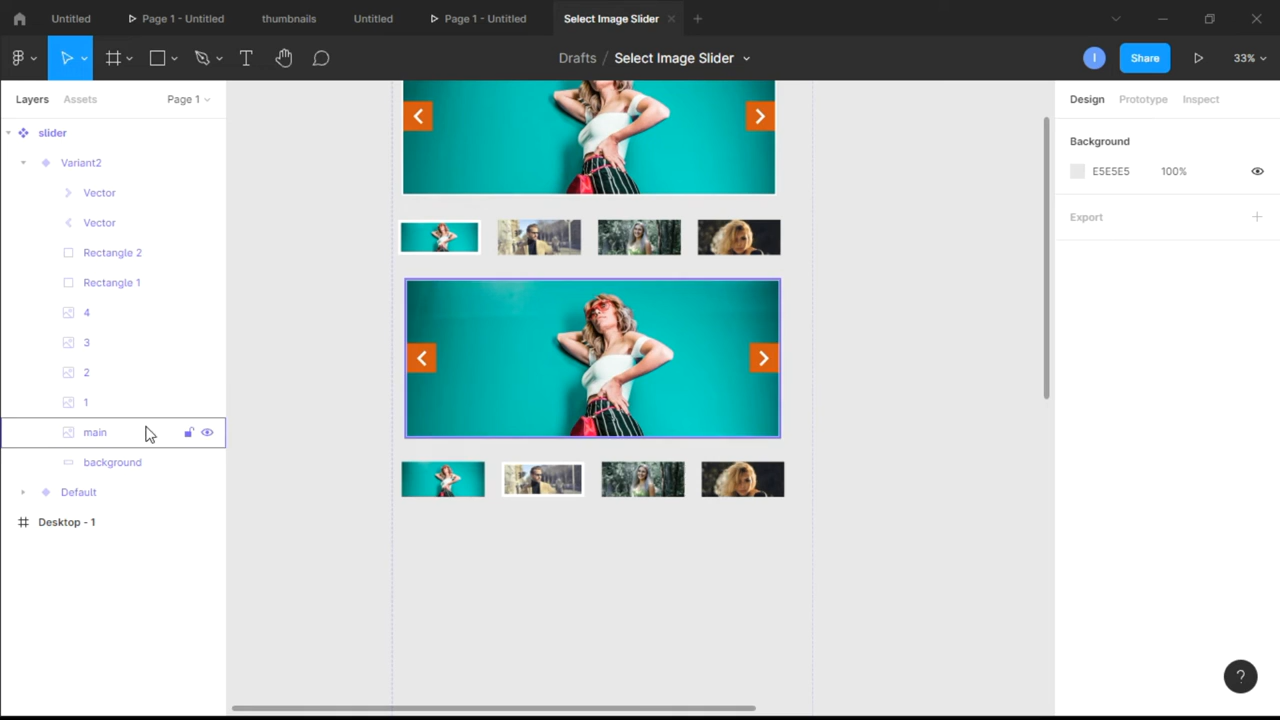 Untitled
Page 1 - Untitled
thumbnails
Untitled
Page 1 - Untitled
Select Image Slider
Drafts / Select Image Slider
I
Share
33%
Layers
Assets
Page 1
Design
Prototype
Inspect
slider
Background
Variant2
E5E5E5
100%
Vector
Export
Vector
Rectangle 2
Rectangle 1
4
3
2
1
main
background
Default
Desktop - 1
?